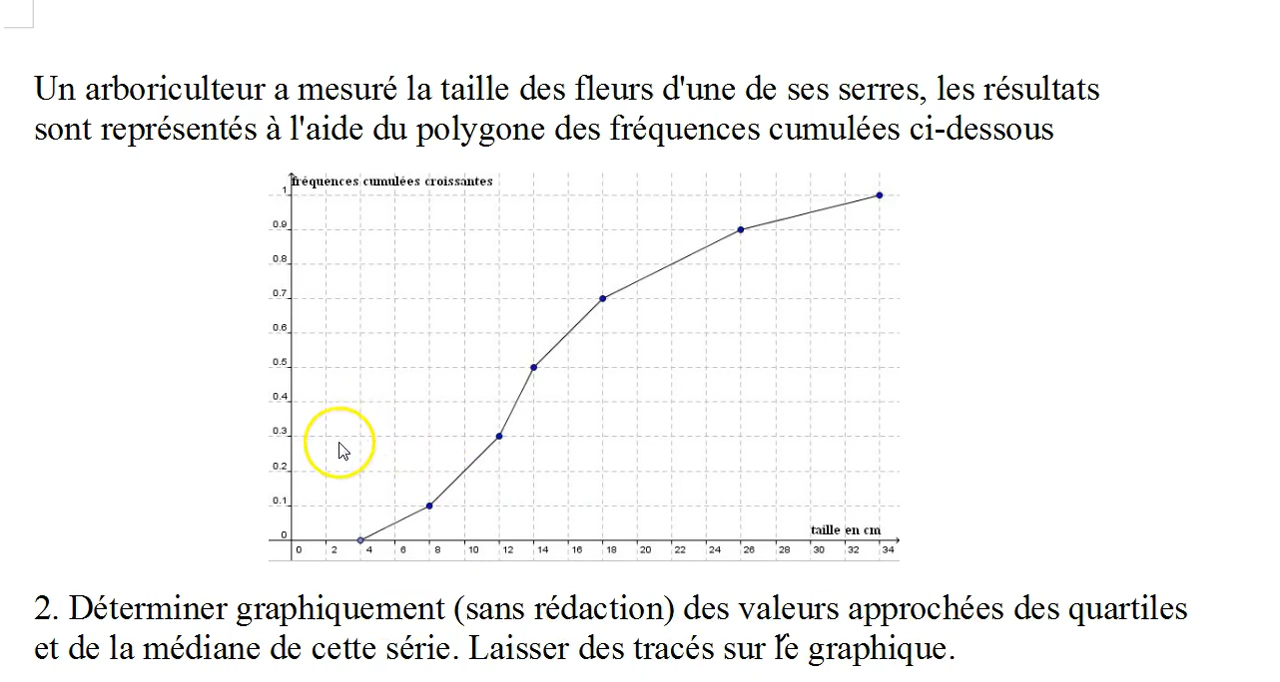 Un arboriculteur a mesuré la taille des fleurs d'une de ses serres, les résultats
sont représentés à l'aide du polygone des fréquences cumulées ci-dessous
fréquences cumulées croissantes
1
0.9
0.8
0.7
0.6
0.5
0.4
0.3
0.2
0.1
0
taille en cm
0 2 4 6 8 10 12 14 16 18 20 22 24 26 28 30 32 34
2. Déterminer graphiquement (sans rédaction) des valeurs approchées des quartiles
et de la médiane de cette série. Laisser des tracés sur le graphique.